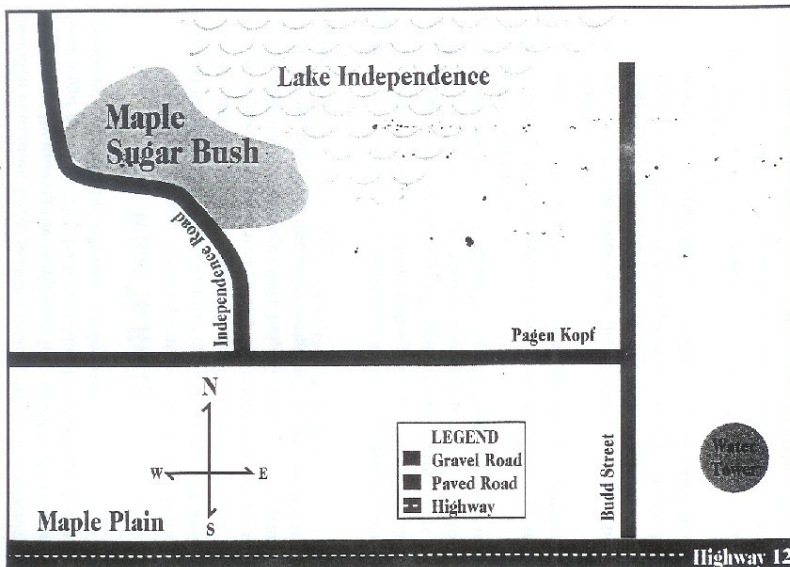 Lake Independence
Maple
Sugar Bush
Independence Road
Pagen Kopf
N
W E
S
LEGEND
Gravel Road
Paved Road
Highway
Budd Street
Water
Tower
Maple Plain
Highway 12